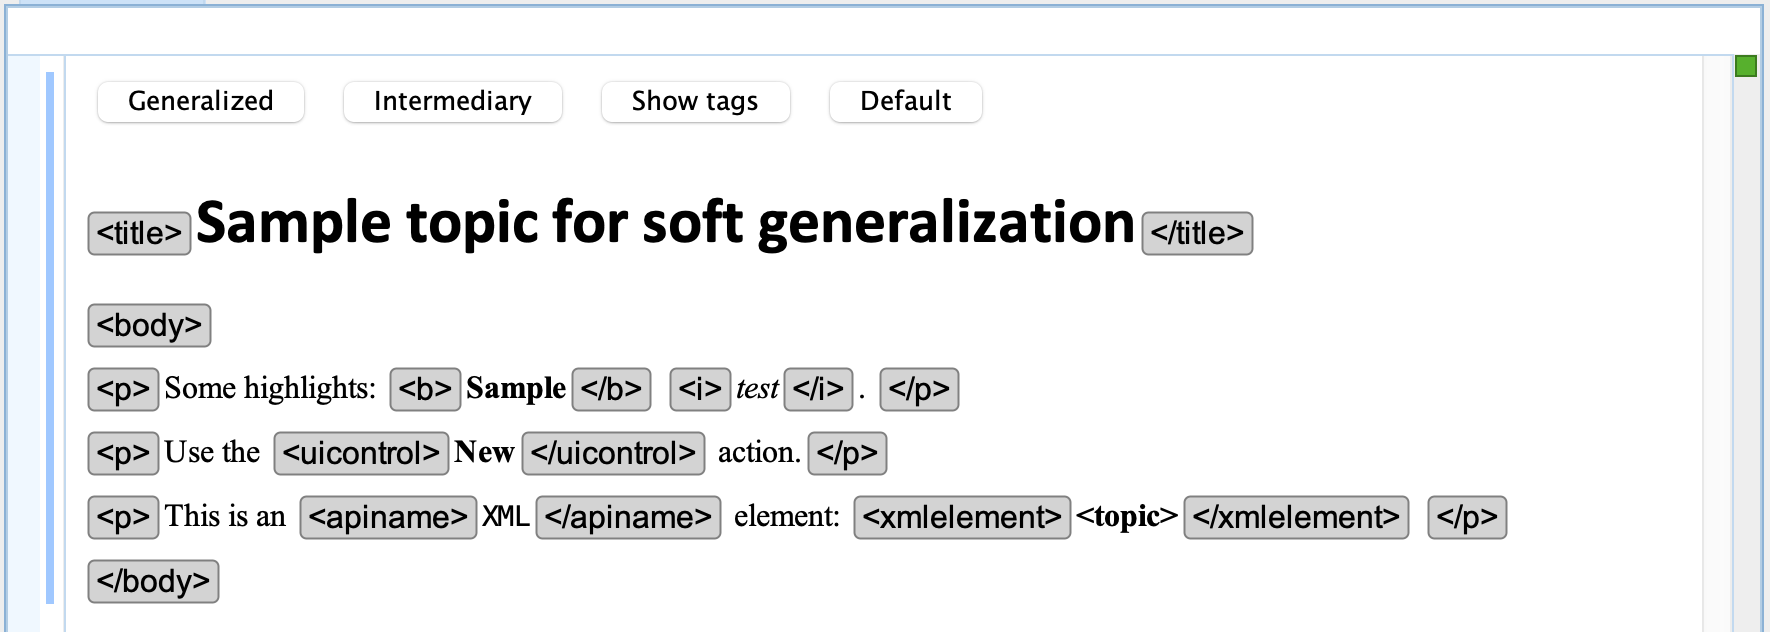 Generalized Intermediary Show tags Default
<title> Sample topic for soft generalization </title>
<body>
<p> Some highlights: <b> Sample </b> <i> test </i> . </p>
<p> Use the <uicontrol> New </uicontrol> action. </p>
<p> This is an <apiname> XML </apiname> element: <xmlelement> <topic> </xmlelement> </p>
</body>